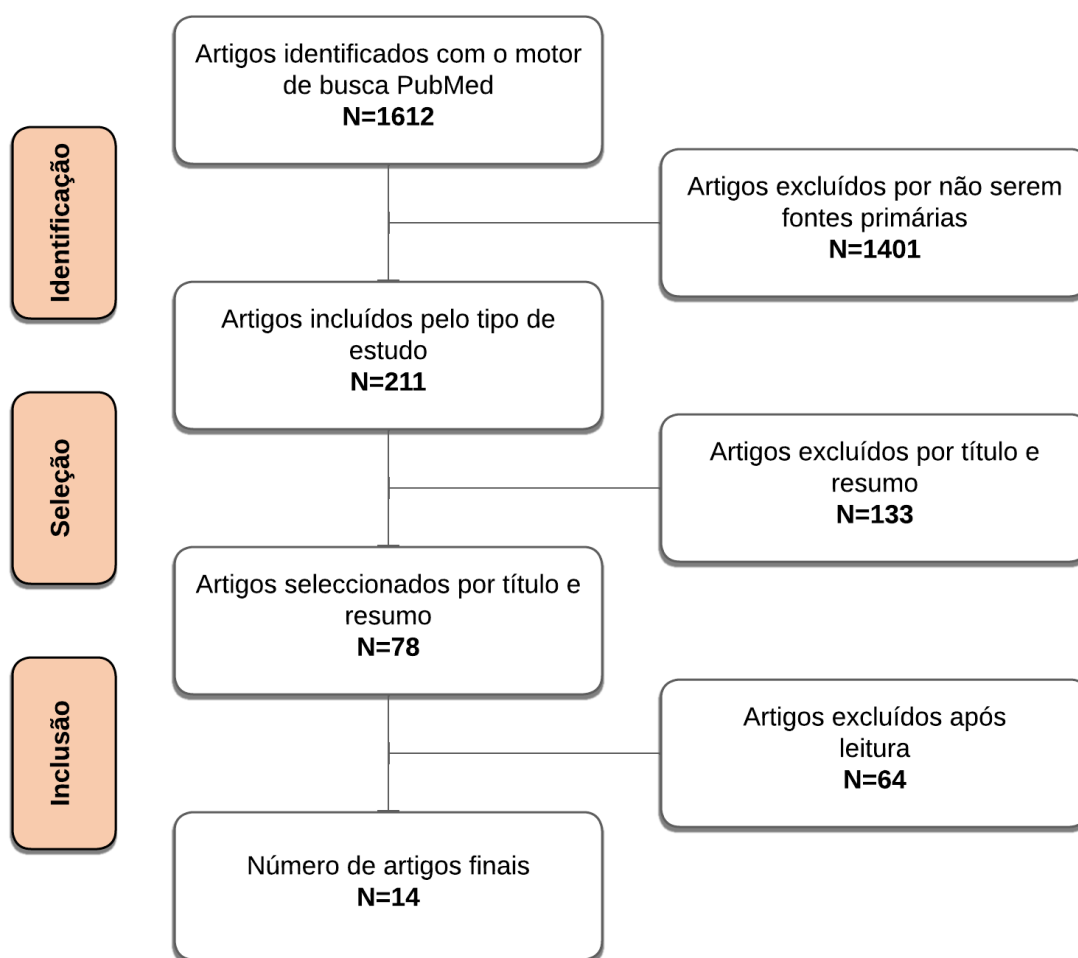 Artigos identificados com o motor
de busca PubMed
N=1612
Identificação
Artigos excluídos por não serem
fontes primárias
N=1401
Artigos incluídos pelo tipo de
estudo
N=211
Seleção
Artigos excluídos por título e
resumo
N=133
Artigos seleccionados por título e
resumo
N=78
Inclusão
Artigos excluídos após
leitura
N=64
Número de artigos finais
N=14